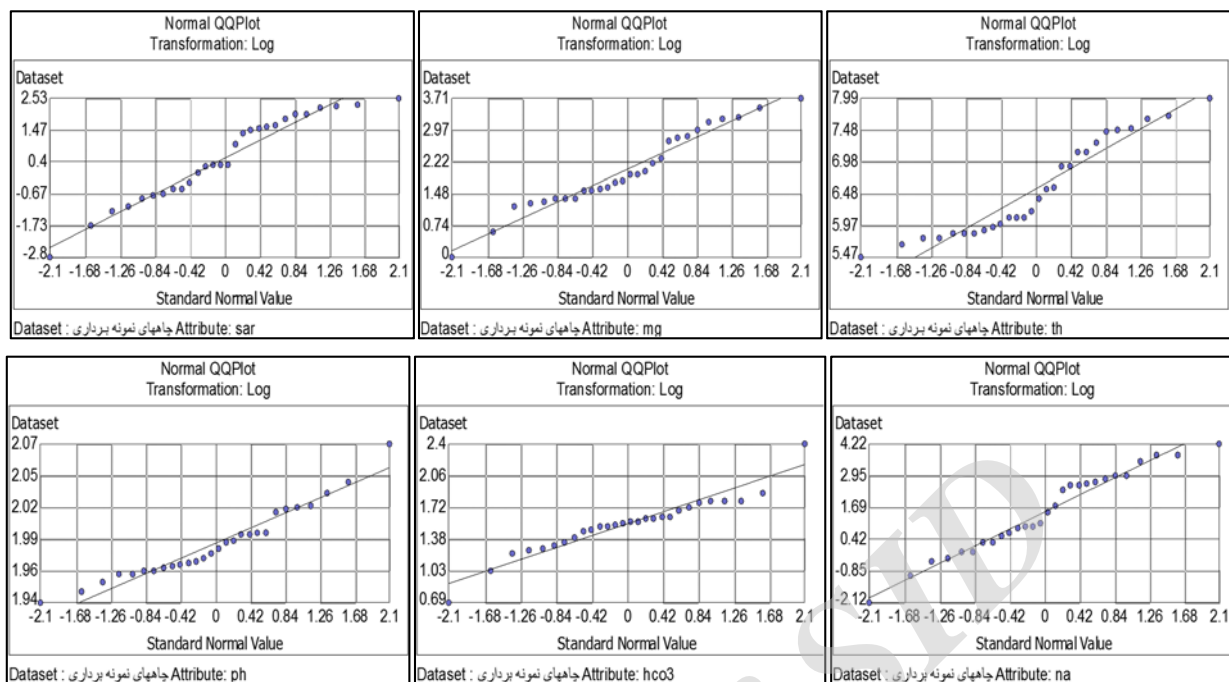 Normal QQPlot
Transformation: Log
Dataset
2.53
1.47
0.4
-0.67
-1.73
-2.8
-2.1 -1.68 -1.26 -0.84 -0.42 0 0.42 0.84 1.26 1.68 2.1
Standard Normal Value
Dataset : چاههای نمونه برداری Attribute: sar
Normal QQPlot
Transformation: Log
Dataset
3.71
2.97
2.22
1.48
0.74
0
-2.1 -1.68 -1.26 -0.84 -0.42 0 0.42 0.84 1.26 1.68 2.1
Standard Normal Value
Dataset : چاههای نمونه برداری Attribute: mg
Normal QQPlot
Transformation: Log
Dataset
7.99
7.48
6.98
6.48
5.97
5.47
-2.1 -1.68 -1.26 -0.84 -0.42 0 0.42 0.84 1.26 1.68 2.1
Standard Normal Value
Dataset : چاههای نمونه برداری Attribute: th
Normal QQPlot
Transformation: Log
Dataset
2.07
2.05
2.02
1.99
1.96
1.94
-2.1 -1.68 -1.26 -0.84 -0.42 0 0.42 0.84 1.26 1.68 2.1
Standard Normal Value
Dataset : چاههای نمونه برداری Attribute: ph
Normal QQPlot
Transformation: Log
Dataset
2.4
2.06
1.72
1.38
1.03
0.69
-2.1 -1.68 -1.26 -0.84 -0.42 0 0.42 0.84 1.26 1.68 2.1
Standard Normal Value
Dataset : چاههای نمونه برداری Attribute: hco3
Normal QQPlot
Transformation: Log
Dataset
4.22
2.95
1.69
0.42
-0.85
-2.12
-2.1 -1.68 -1.26 -0.84 -0.42 0 0.42 0.84 1.26 1.68 2.1
Standard Normal Value
Dataset : چاههای نمونه برداری Attribute: na
SID